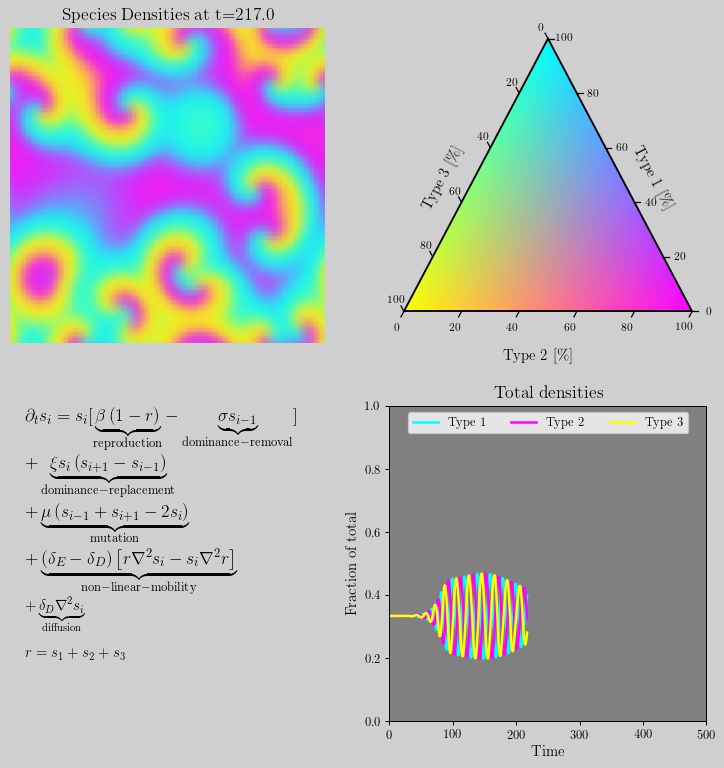 Species Densities at t=217.0
0
100
20
80
40
60
Type 3 [%]
Type 1 [%]
60
40
80
20
100
0
0
20
40
60
80
100
Type 2 [%]
∂ₜsᵢ = sᵢ[ β (1 − r) − σsᵢ₋₁ ]
reproduction dominance−removal
+ ξsᵢ (sᵢ₊₁ − sᵢ₋₁)
dominance−replacement
+ μ (sᵢ₋₁ + sᵢ₊₁ − 2sᵢ)
mutation
+ (δ_E − δ_D) [r∇²sᵢ − sᵢ∇²r]
non−linear−mobility
+ δ_D∇²sᵢ
diffusion
r = s₁ + s₂ + s₃
Total densities
Type 1 Type 2 Type 3
1.0
0.8
0.6
0.4
0.2
0.0
Fraction of total
0 100 200 300 400 500
Time